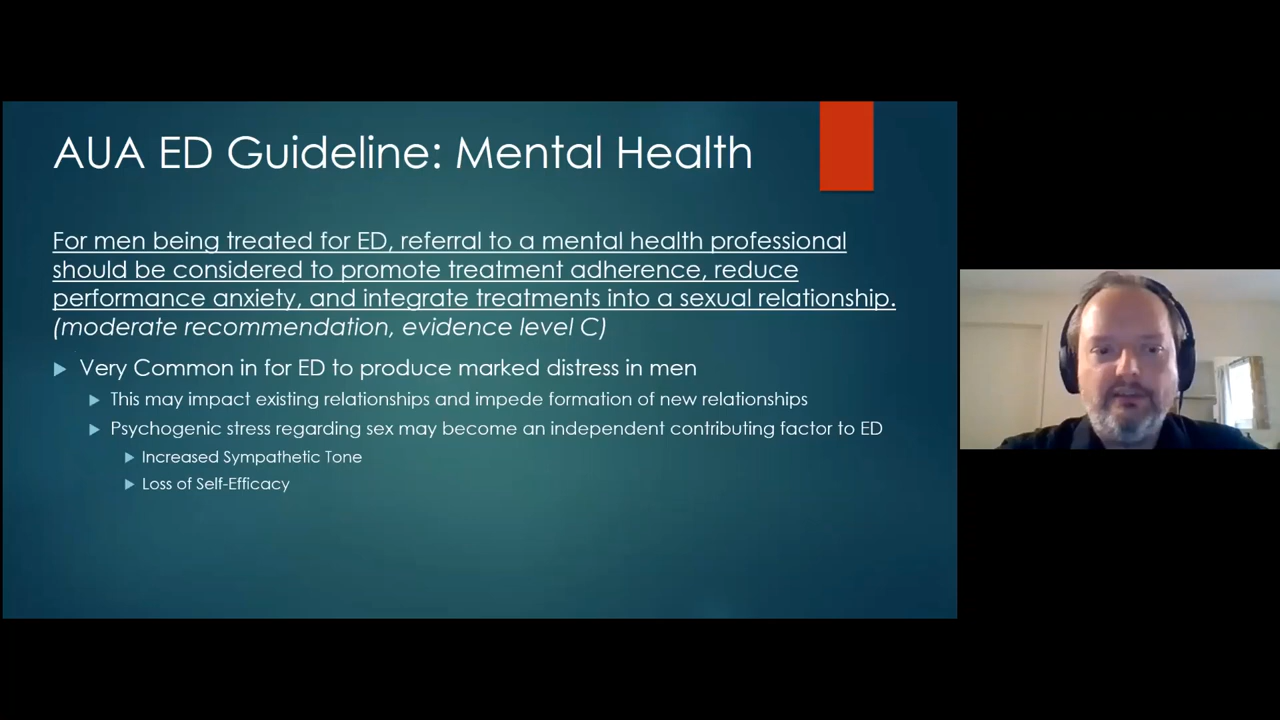 AUA ED Guideline: Mental Health
For men being treated for ED, referral to a mental health professional
should be considered to promote treatment adherence, reduce
performance anxiety, and integrate treatments into a sexual relationship.
(moderate recommendation, evidence level C)
Very Common in for ED to produce marked distress in men
This may impact existing relationships and impede formation of new relationships
Psychogenic stress regarding sex may become an independent contributing factor to ED
Increased Sympathetic Tone
Loss of Self-Efficacy